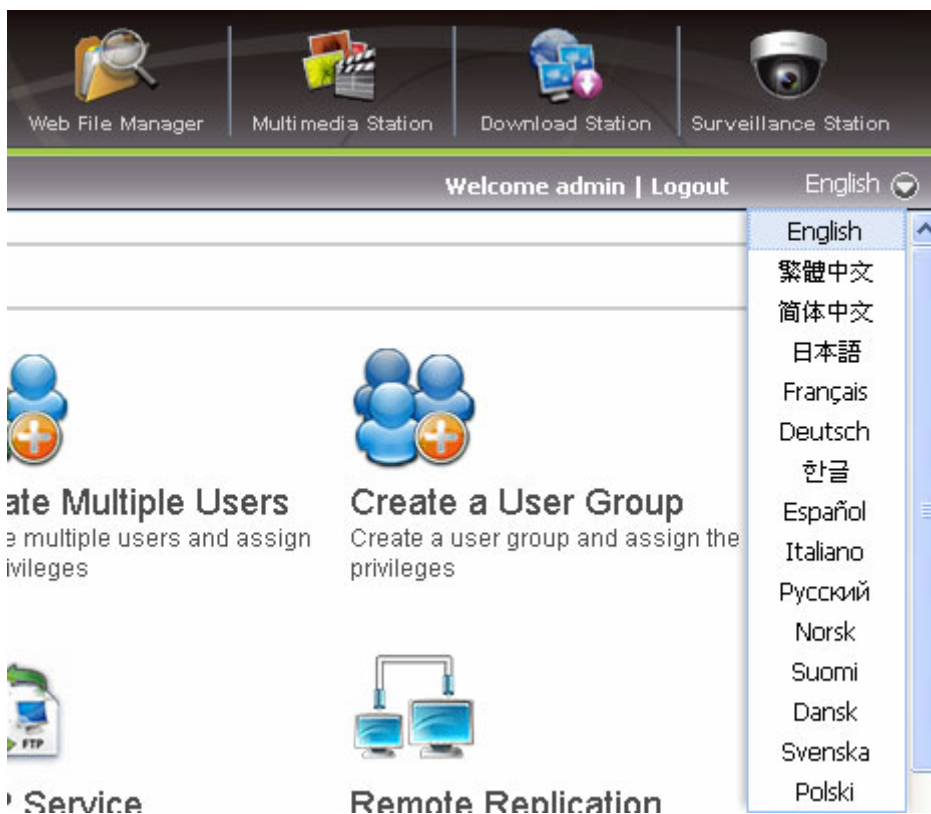 Web File Manager
Multimedia Station
Download Station
Surveillance Station
Welcome admin | Logout
English
English
繁體中文
简体中文
日本語
Français
Deutsch
한글
Español
Italiano
Русский
Norsk
Suomi
Dansk
Svenska
Polski
ate Multiple Users
e multiple users and assign
ivileges
Create a User Group
Create a user group and assign the
privileges
FTP
Service
Remote Replication